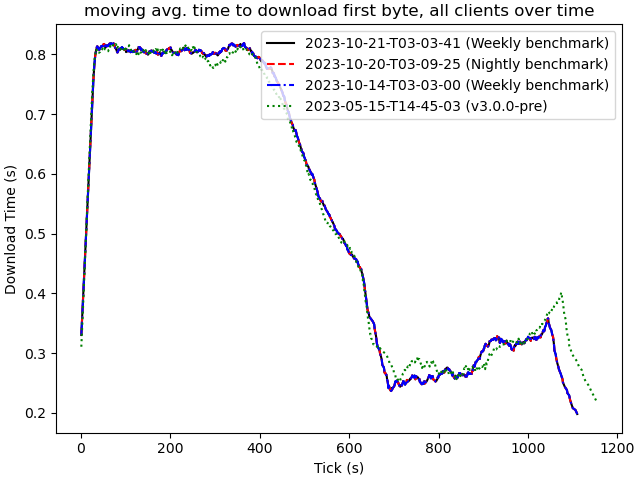 moving avg. time to download first byte, all clients over time
2023-10-21-T03-03-41 (Weekly benchmark)
2023-10-20-T03-09-25 (Nightly benchmark)
2023-10-14-T03-03-00 (Weekly benchmark)
2023-05-15-T14-45-03 (v3.0.0-pre)
Download Time (s)
0.8
0.7
0.6
0.5
0.4
0.3
0.2
0 200 400 600 800 1000 1200
Tick (s)